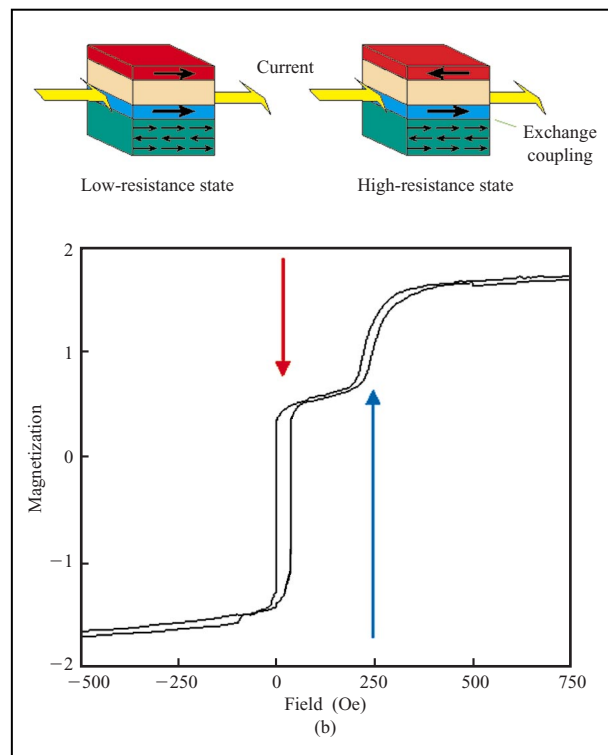 Current
Exchange
coupling
Low-resistance state
High-resistance state
2
1
0
−1
−2
Magnetization
−500
−250
0
250
500
750
Field (Oe)
(b)